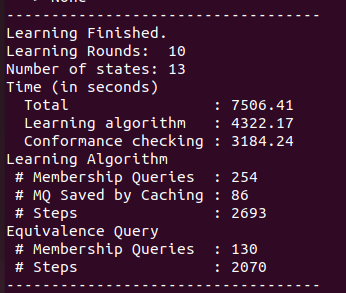 > None
-----------------------------------
Learning Finished.
Learning Rounds:  10
Number of states: 13
Time (in seconds)
  Total                : 7506.41
  Learning algorithm   : 4322.17
  Conformance checking : 3184.24
Learning Algorithm
 # Membership Queries  : 254
 # MQ Saved by Caching : 86
 # Steps               : 2693
Equivalence Query
 # Membership Queries  : 130
 # Steps               : 2070
-----------------------------------